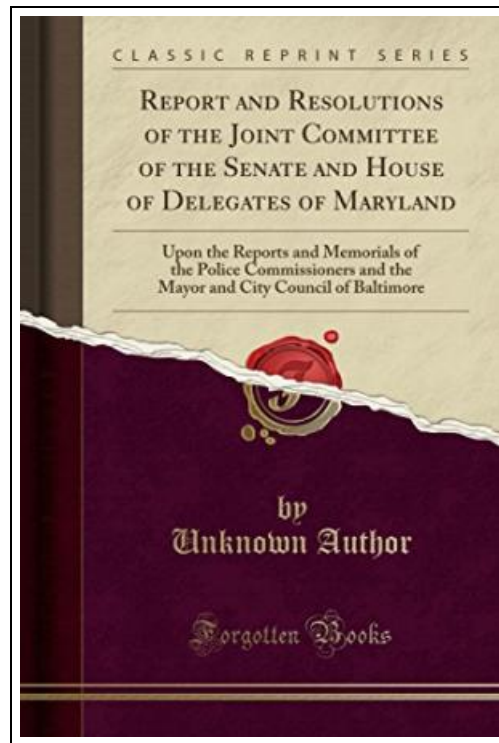 CLASSIC REPRINT SERIES
REPORT AND RESOLUTIONS
OF THE JOINT COMMITTEE
OF THE SENATE AND HOUSE
OF DELEGATES OF MARYLAND
Upon the Reports and Memorials of
the Police Commissioners and the
Mayor and City Council of Baltimore
by
Unknown Author
Forgotten Books